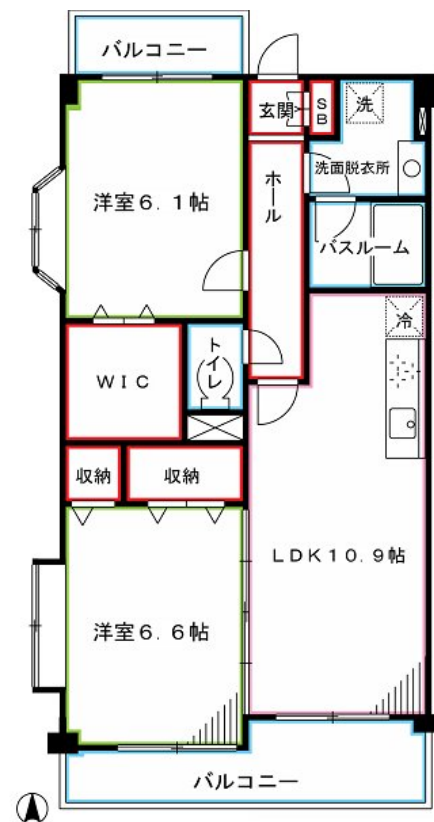 バルコニー
玄関
SB
洗
洗面脱衣所
ホール
洋室6.1帖
バスルーム
冷
トイレ
WIC
収納
収納
LDK10.9帖
洋室6.6帖
バルコニー